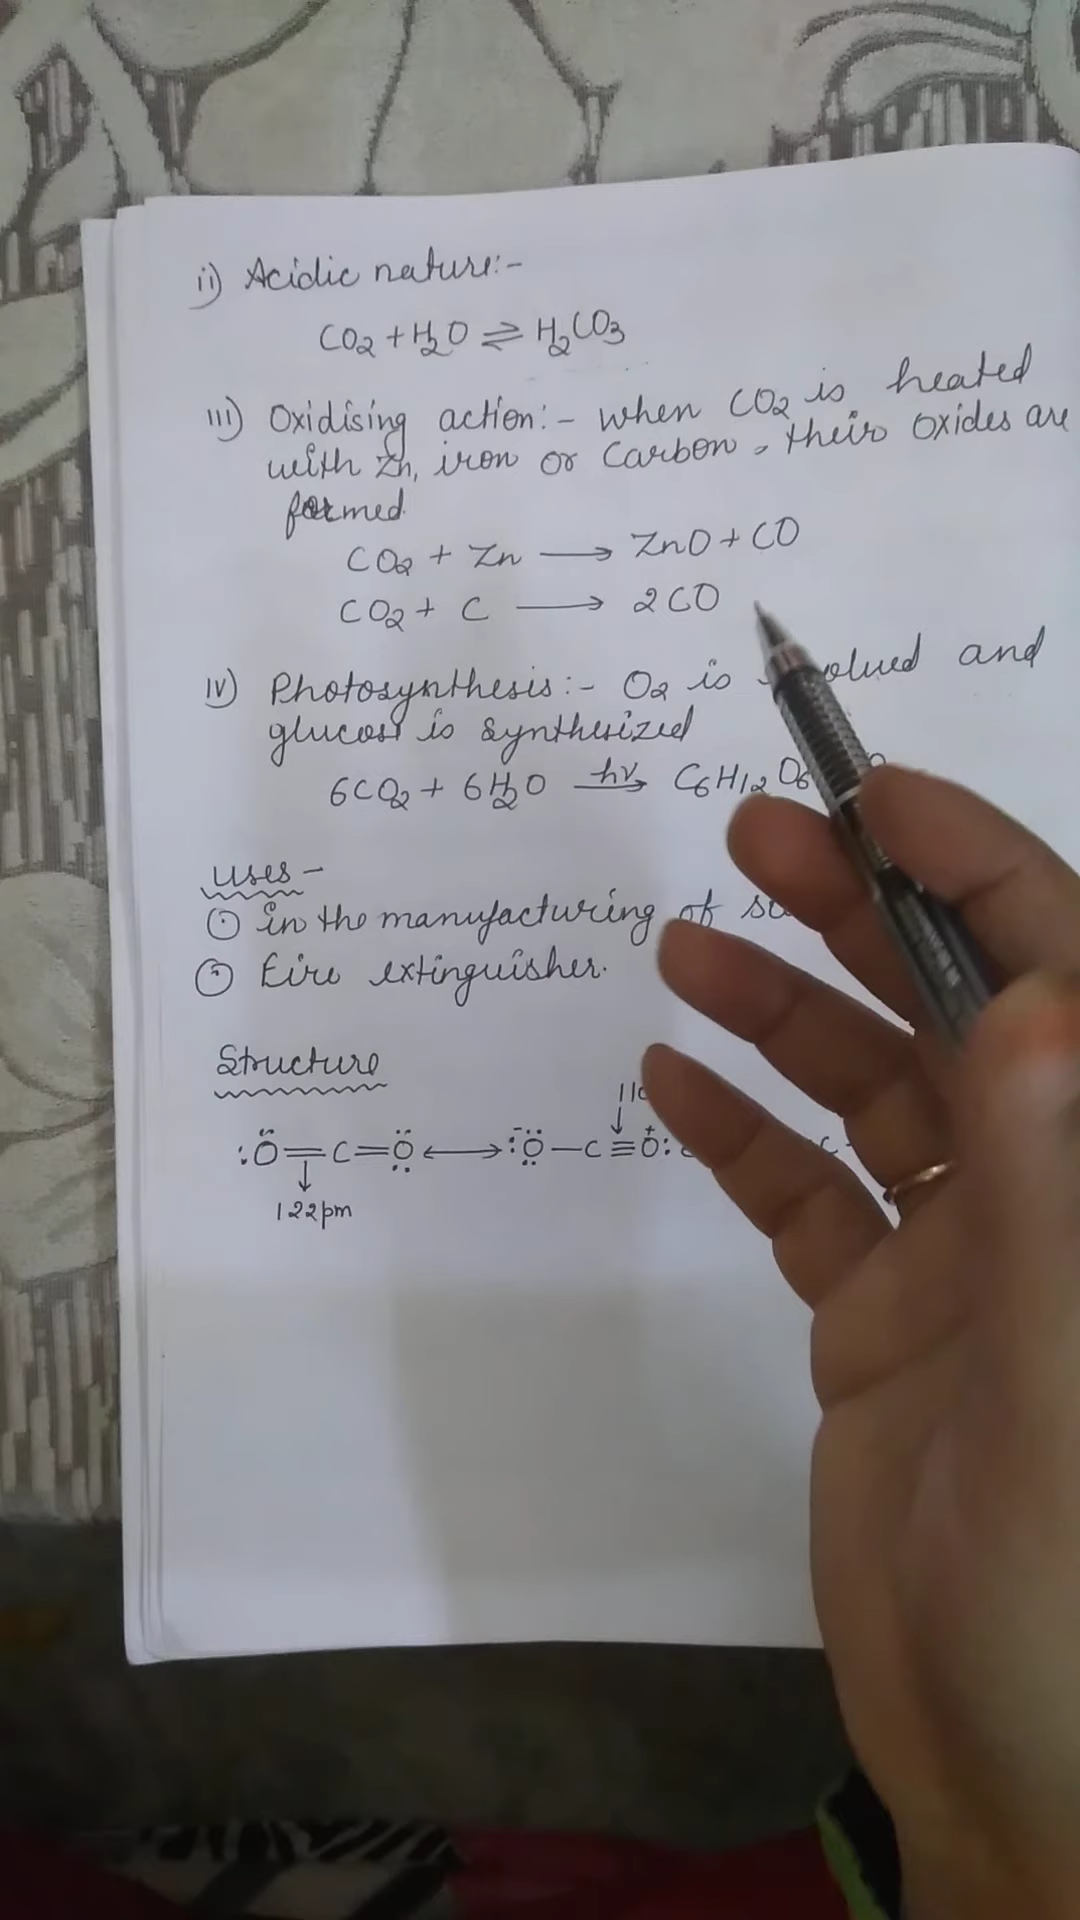 ii) Acidic nature:-
CO2 + H2O ⇌ H2CO3
iii) Oxidising action:- when CO2 is heated
with Zn, iron or Carbon, their oxides are
formed.
CO2 + Zn ⟶ ZnO + CO
CO2 + C ⟶ 2CO
iv) Photosynthesis:- O2 is and
glucose is synthesized
6CO2 + 6H2O hν→ C6H12O6
Uses -
① in the manufacturing of
② Fire extinguisher.
Structure
:Ö=C=Ö ⟷ :Ö-C≡O:
122pm